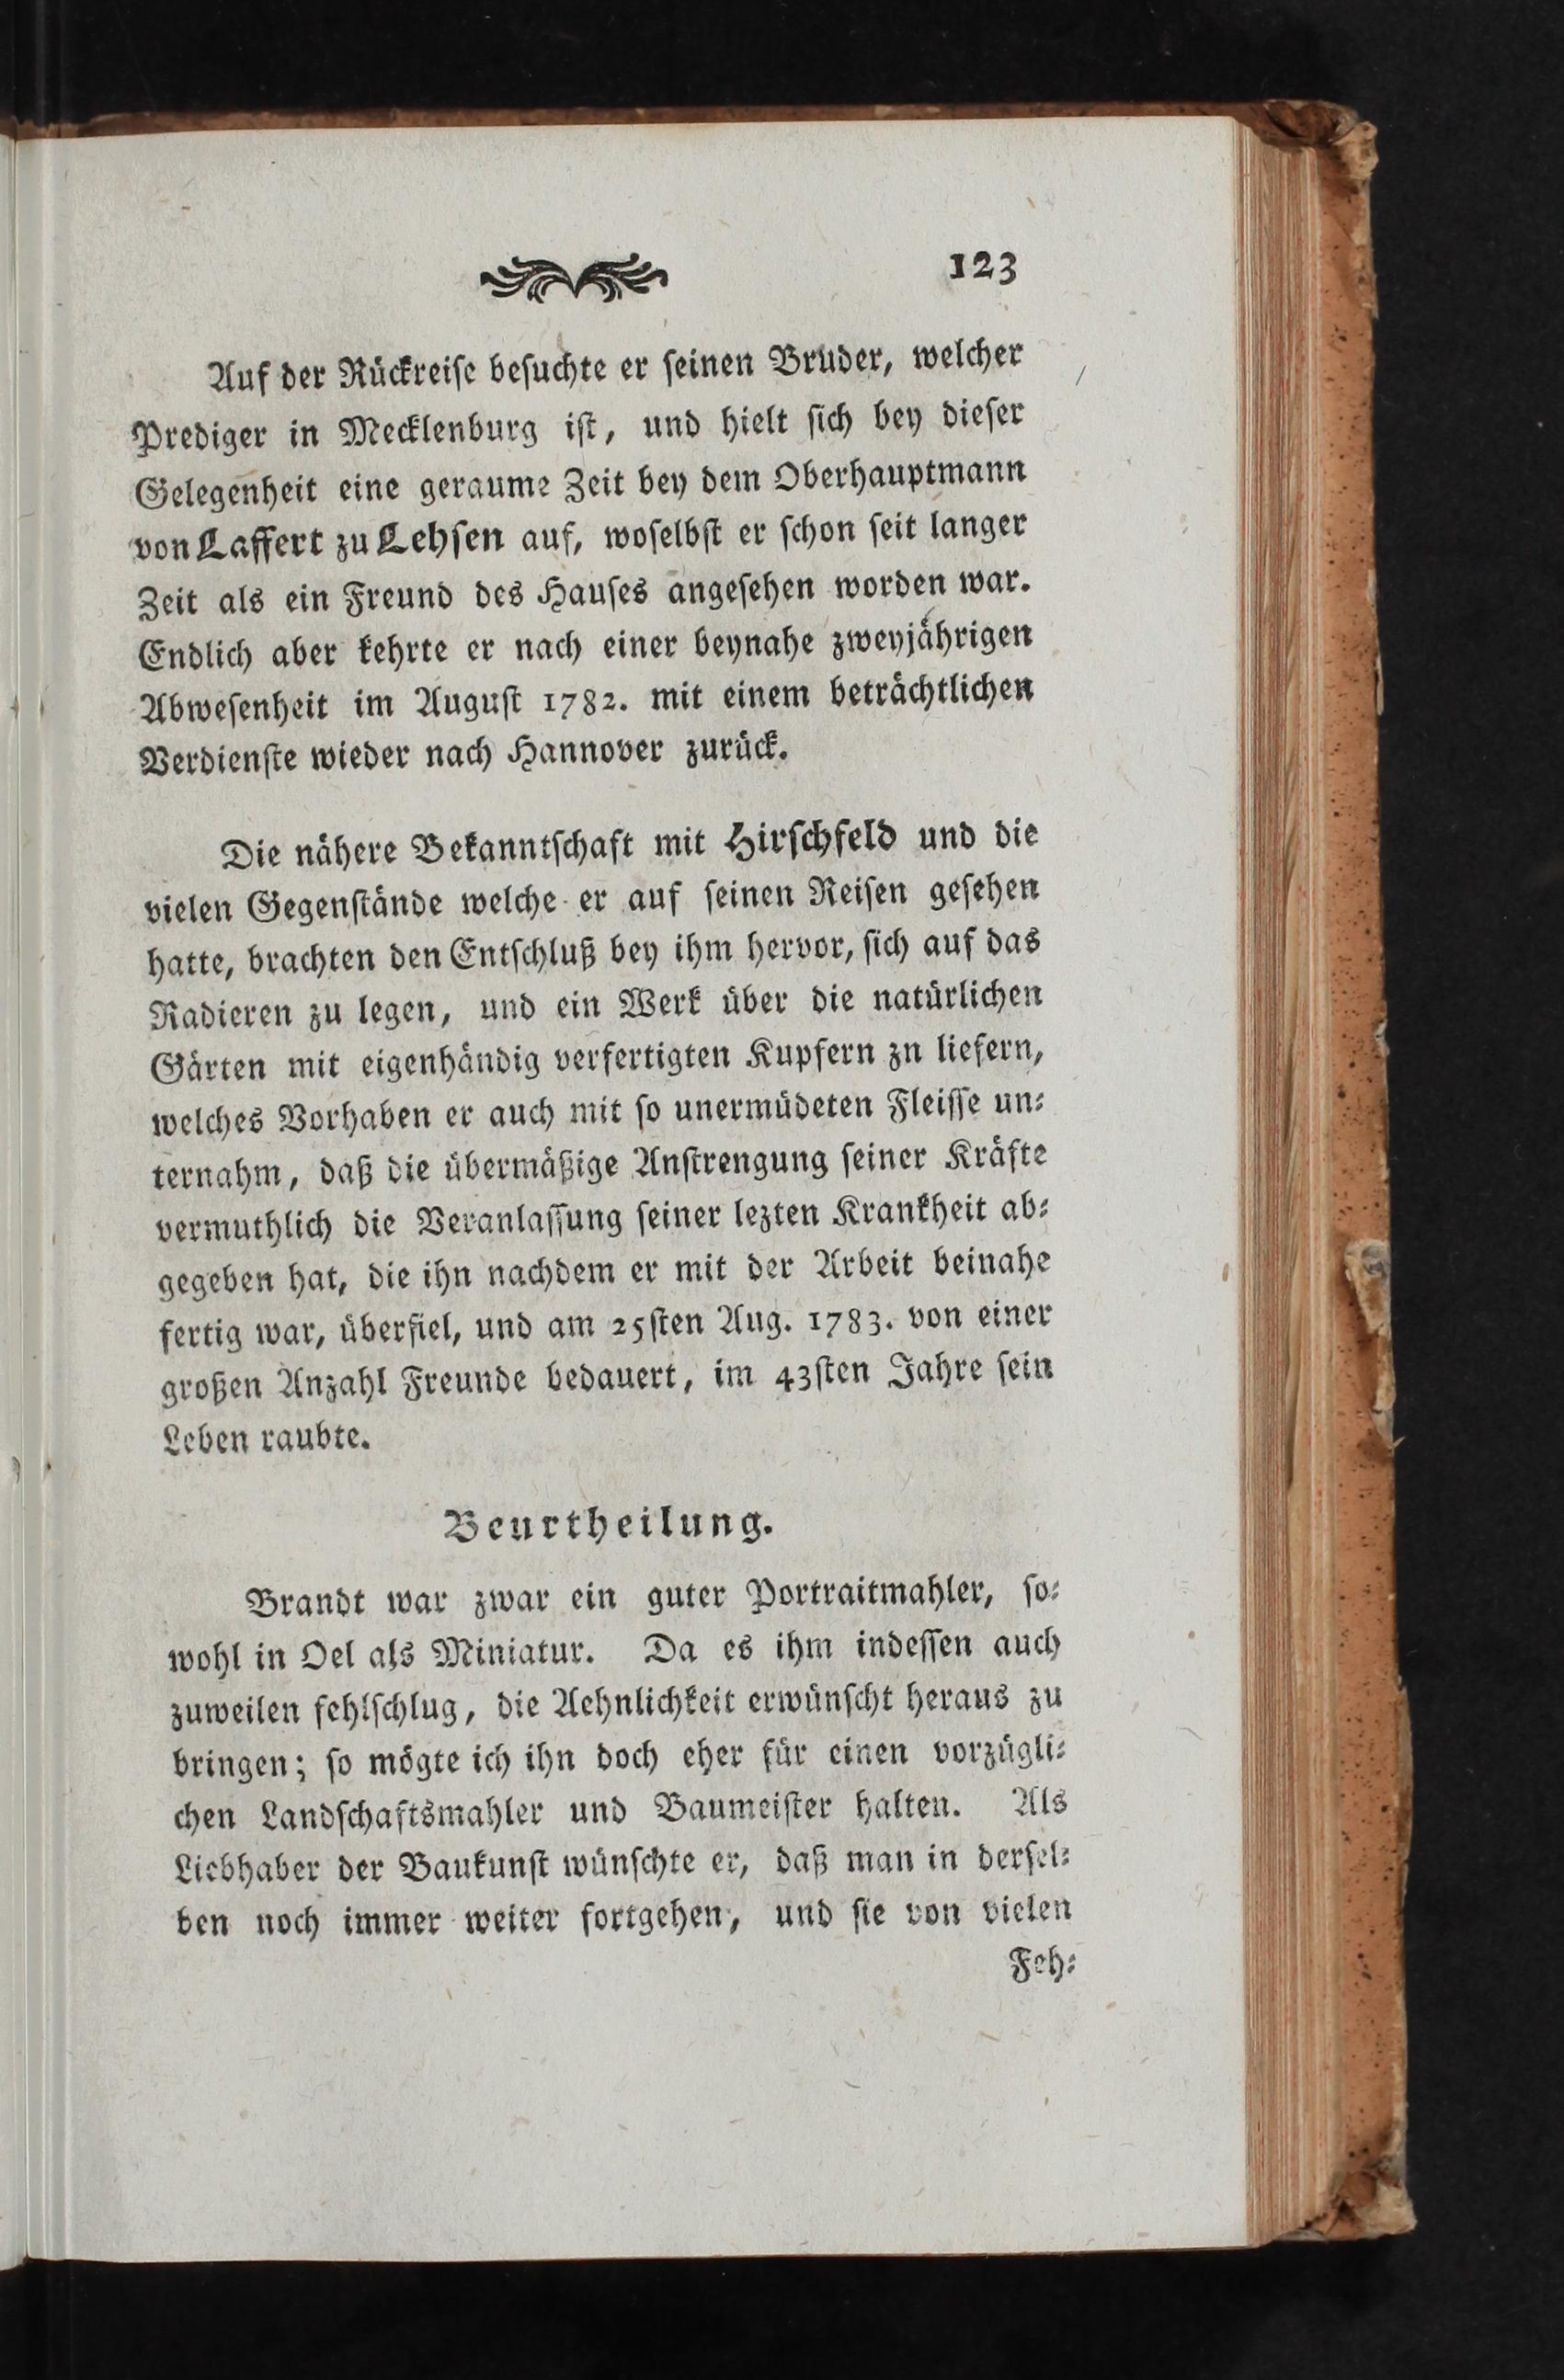 123
Auf der Rückreiſe beſuchte er ſeinen Bruder, welcher
Prediger in Mecklenburg iſt, und hielt ſich bey dieſer
Gelegenheit eine geraume Zeit bey dem Oberhauptmann
von Laffert zu Lehſen auf, woſelbſt er ſchon ſeit langer
Zeit als ein Freund des Hauſes angeſehen worden war.
Endlich aber kehrte er nach einer beynahe zweyjährigen
Abweſenheit im Auguſt 1782. mit einem beträchtlichen
Verdienſte wieder nach Hannover zurück.
Die nähere Bekanntſchaft mit Hirſchfeld und die
vielen Gegenſtände welche er auf ſeinen Reiſen geſehen
hatte, brachten den Entſchluß bey ihm hervor, ſich auf das
Radieren zu legen, und ein Werk über die natürlichen
Gärten mit eigenhändig verfertigten Kupfern zn liefern,
welches Vorhaben er auch mit ſo unermüdeten Fleiſſe un⸗
ternahm, daß die übermäßige Anſtrengung ſeiner Kräfte
vermuthlich die Veranlaſſung ſeiner lezten Krankheit ab⸗
gegeben hat, die ihn nachdem er mit der Arbeit beinahe
fertig war, überfiel, und am 25ſten Aug. 1783. von einer
großen Anzahl Freunde bedauert, im 43ſten Jahre ſein
Leben raubte.
Beurtheilung.
Brandt war zwar ein guter Portraitmahler, ſo⸗
wohl in Oel als Miniatur. Da es ihm indeſſen auch
zuweilen fehlſchlug, die Aehnlichkeit erwünſcht heraus zu
bringen; ſo mögte ich ihn doch eher für einen vorzügli⸗
chen Landſchaftsmahler und Baumeiſter halten. Als
Liebhaber der Baukunſt wünſchte er, daß man in derſel⸗
ben noch immer weiter fortgehen, und ſie von vielen
Feh⸗